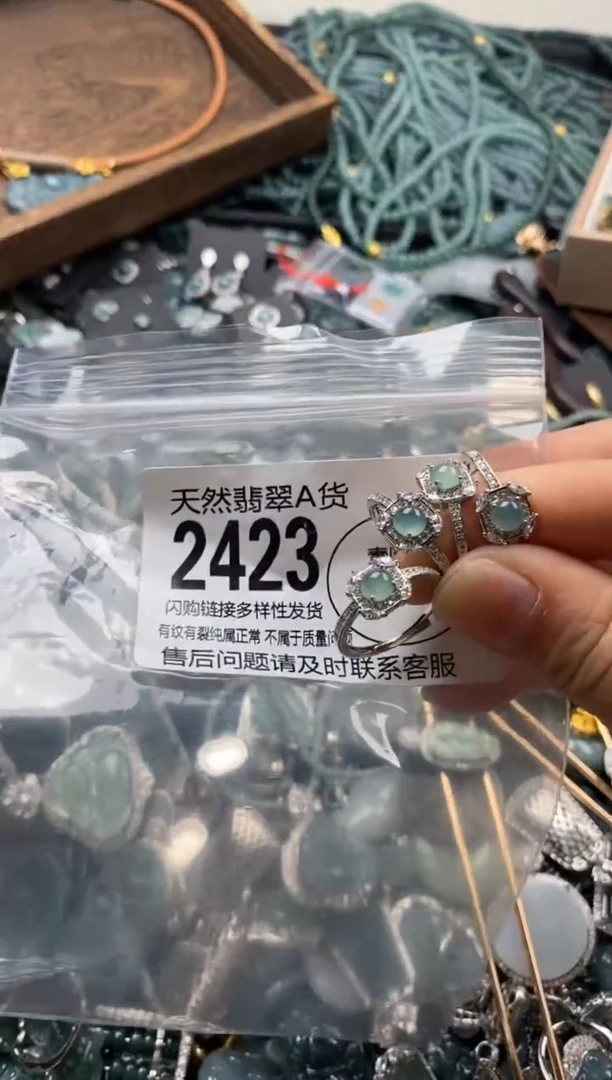 天然翡翠A货
2423
闪购链接多样性发货
有纹有裂纯属正常 不属于质量问
售后问题请及时联系客服